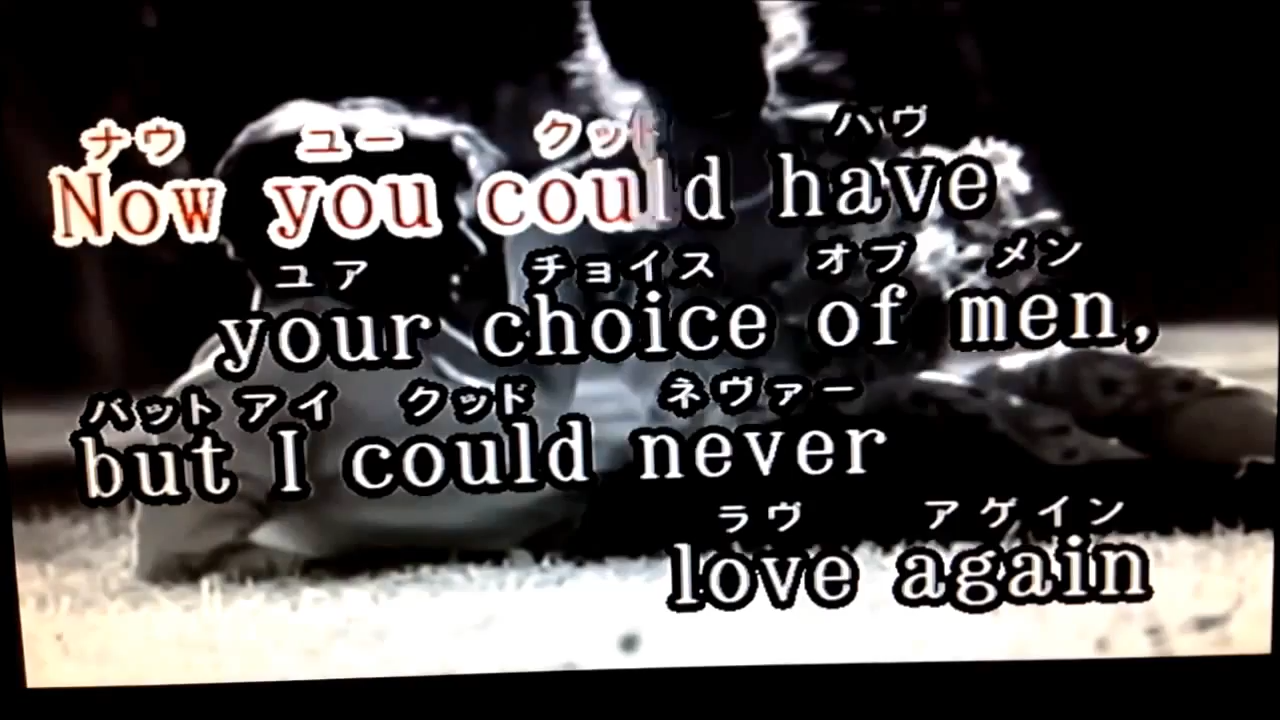 ナウ ユー クッド ハヴ
Now you could have
ユア チョイス オブ メン
your choice of men,
バット アイ クッド ネヴァー
but I could never
ラヴ アゲイン
love again